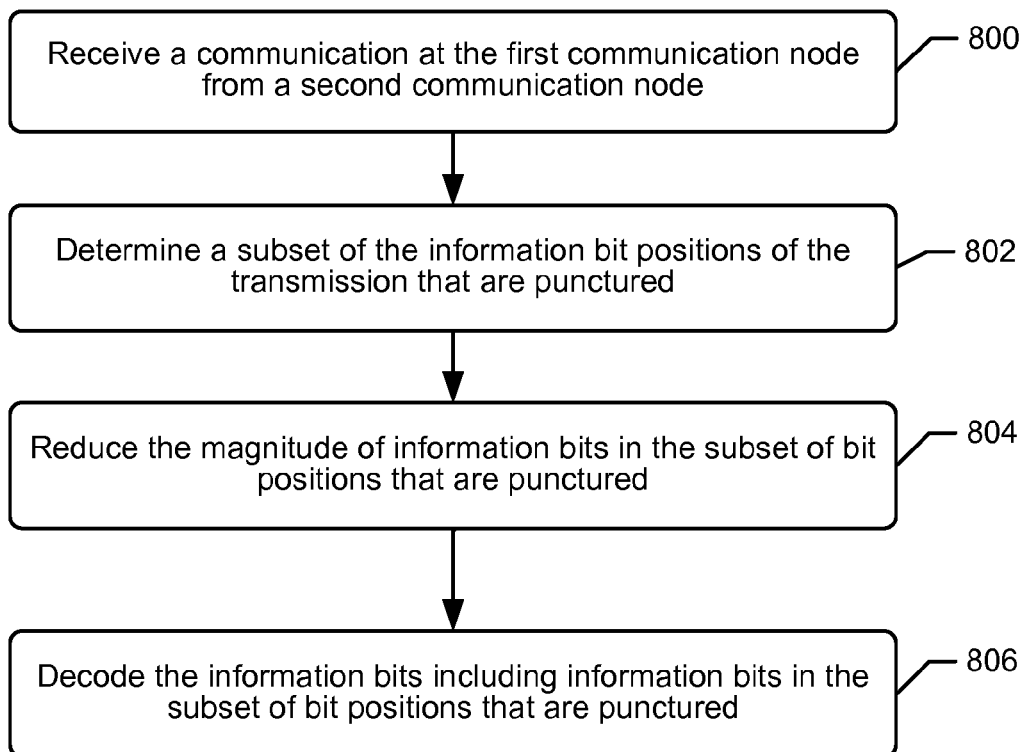 Receive a communication at the first communication node
from a second communication node
800
Determine a subset of the information bit positions of the
transmission that are punctured
802
Reduce the magnitude of information bits in the subset of bit
positions that are punctured
804
Decode the information bits including information bits in the
subset of bit positions that are punctured
806